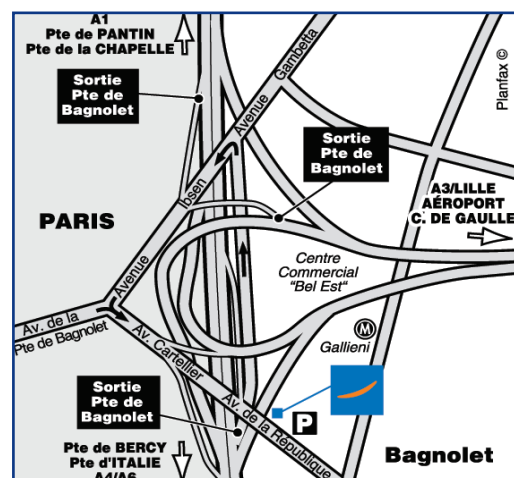 A1
Pte de PANTIN
Pte de la CHAPELLE
Sortie
Pte de
Bagnolet
Avenue
Gambetta
Planfax ©
Sortie
Pte de
Bagnolet
A3/LILLE
AÉROPORT
C. DE GAULLE
PARIS
Avenue
Ibsen
Centre
Commercial
"Bel Est"
M
Gallieni
Av. de la
Pte de Bagnolet
Av. Cartellier
Sortie
Pte de
Bagnolet
Av. de la République
P
Pte de BERCY
Pte d'ITALIE
A4/A6
Bagnolet